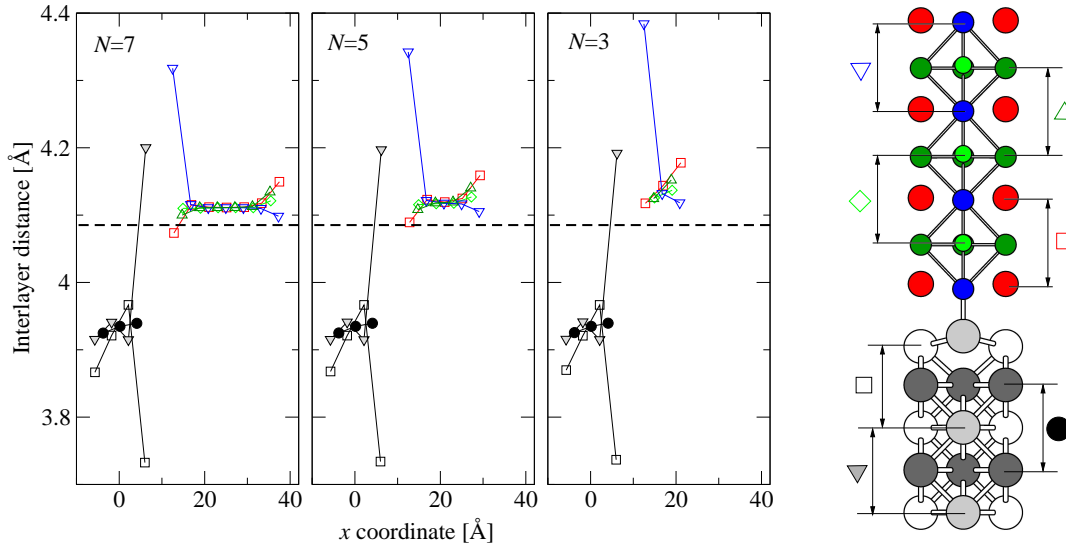 4.4
4.2
4
3.8
Interlayer distance [Å]
N=7
N=5
N=3
0 20 40
0 20 40
0 20 40
x coordinate [Å]